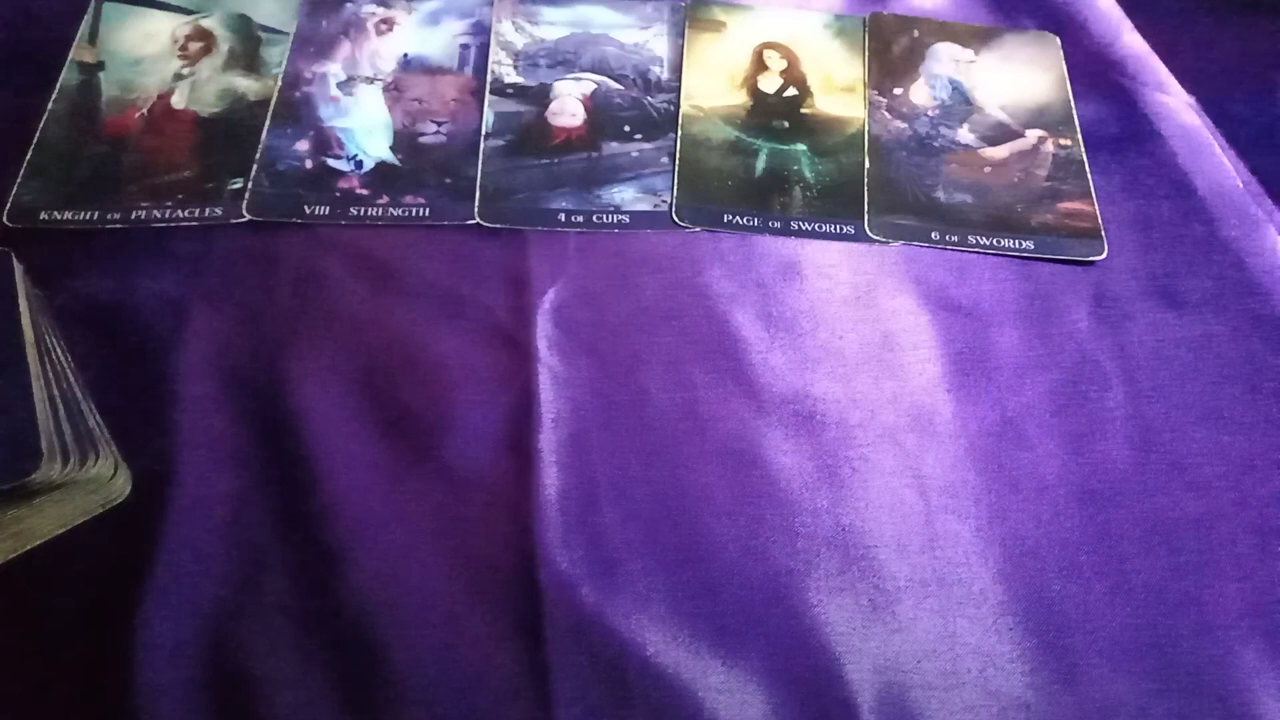 KNIGHT OF PENTACLES
VIII - STRENGTH
4 OF CUPS
PAGE OF SWORDS
6 OF SWORDS